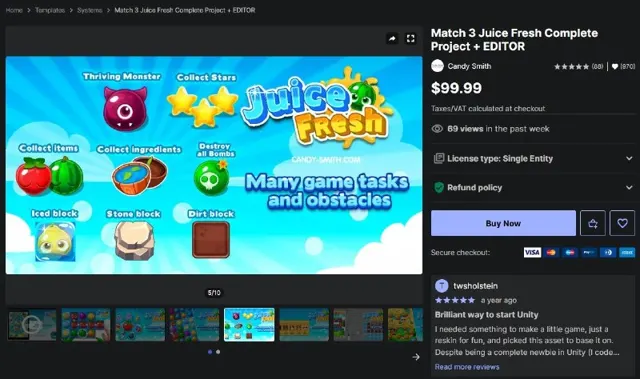 Home > Templates > Systems > Match 3 Juice Fresh Complete Project + EDITOR
Match 3 Juice Fresh Complete
Project + EDITOR
Candy Smith
(68) | (970)
$99.99
Taxes/VAT calculated at checkout
89 views in the past week
License type: Single Entity
Refund policy
Buy Now
Secure checkout:
VISA
Thriving Monster
Collect Stars
Juice
Fresh
CANDY-SMITH.COM
Collect items
Collect ingredients
Destroy
all Bombs
Many game tasks
and obstacles
Iced block
Stone block
Dirt block
5/10
T twsholstein
a year ago
Brilliant way to start Unity
I needed something to make a little game, just a
reskin for fun, and picked this asset to base it on.
Despite being a complete newbie in Unity (I code...
Read more reviews